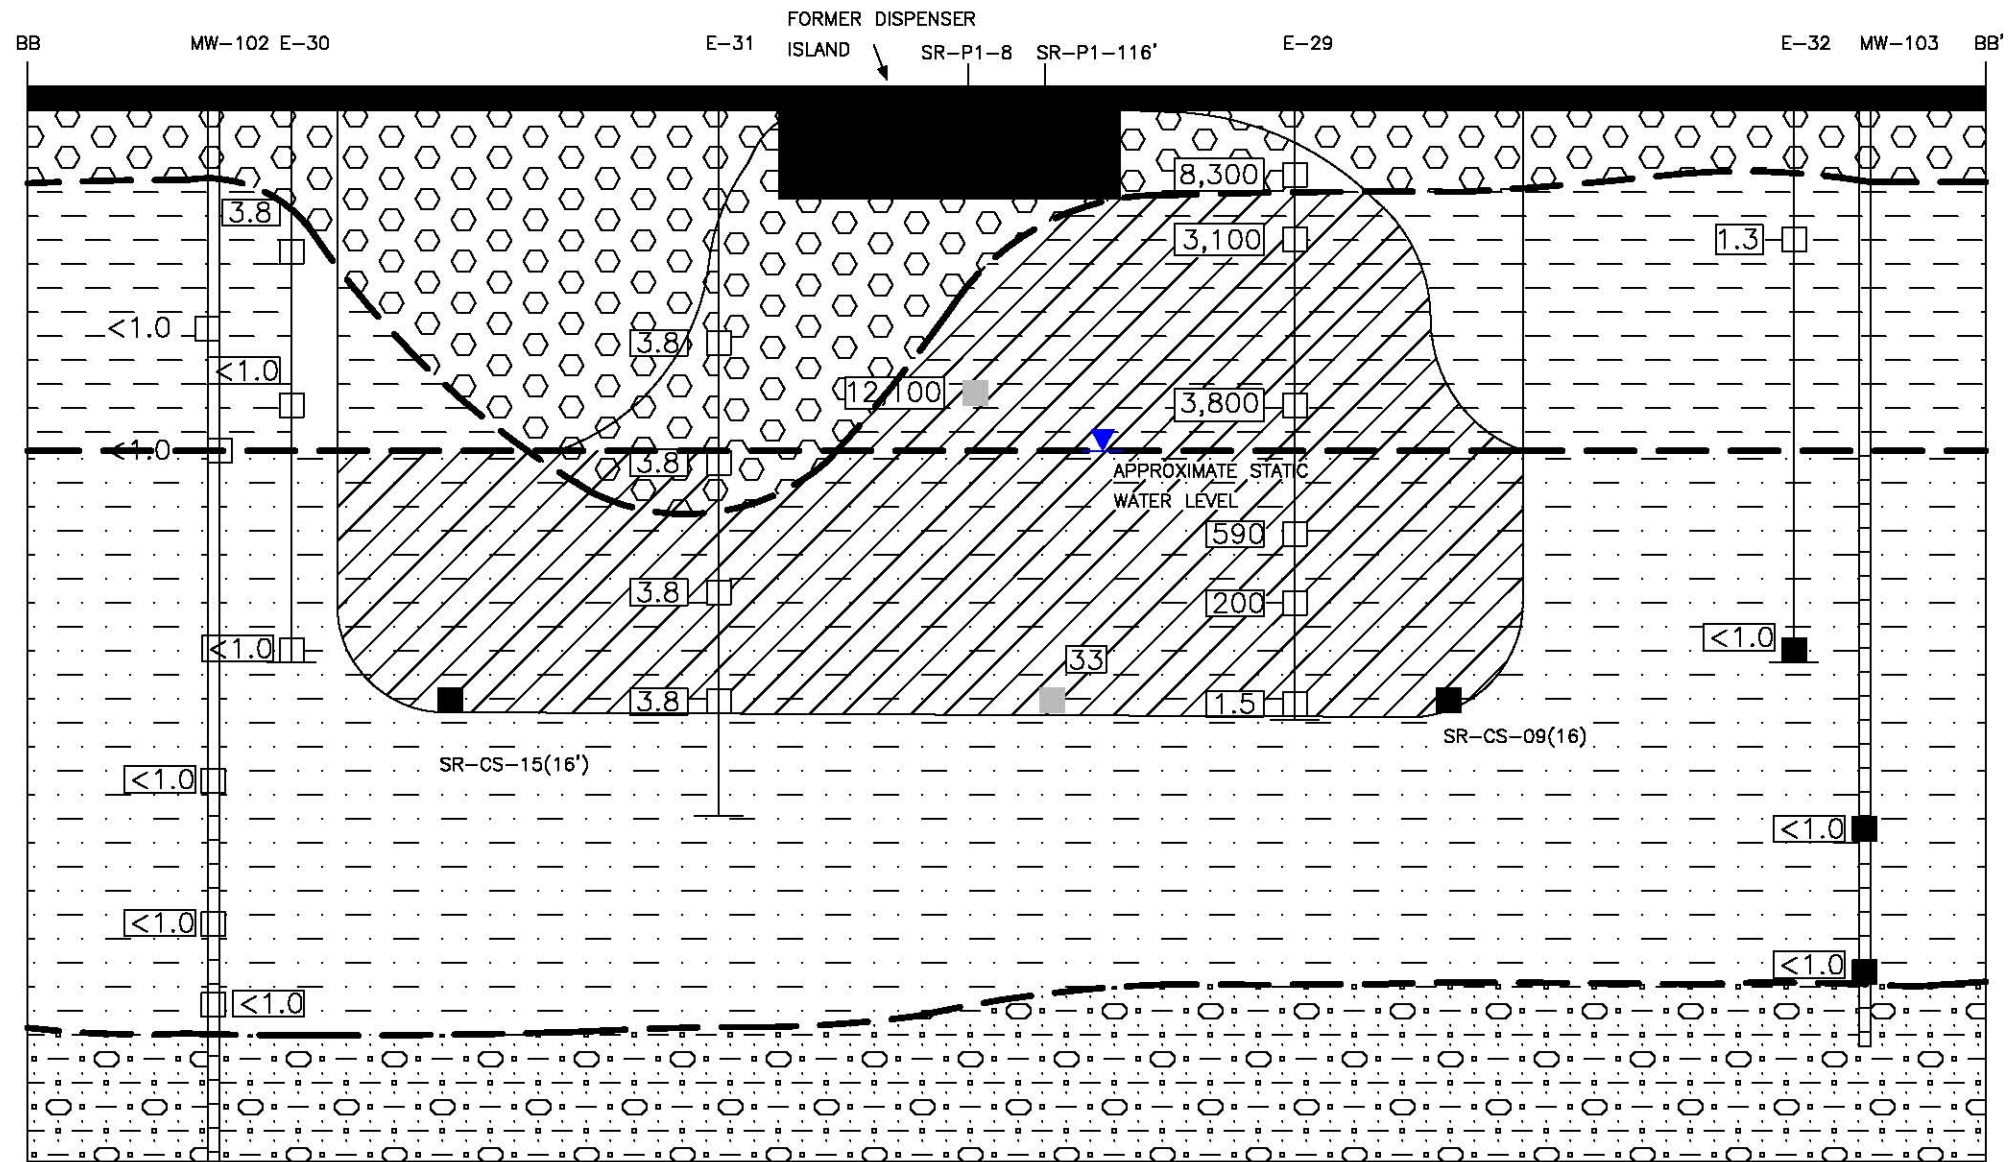 FORMER DISPENSER
ISLAND
BB
MW-102 E-30
E-31
SR-P1-8
SR-P1-116'
E-29
E-32
MW-103
BB'
8,300
3.8
3,100
1.3
<1.0
3.8
<1.0
12,100
3,800
<1.0
3.8
APPROXIMATE STATIC
WATER LEVEL
590
3.8
200
<1.0
33
<1.0
3.8
1.5
SR-CS-09(16)
SR-CS-15(16')
<1.0
<1.0
<1.0
<1.0
<1.0